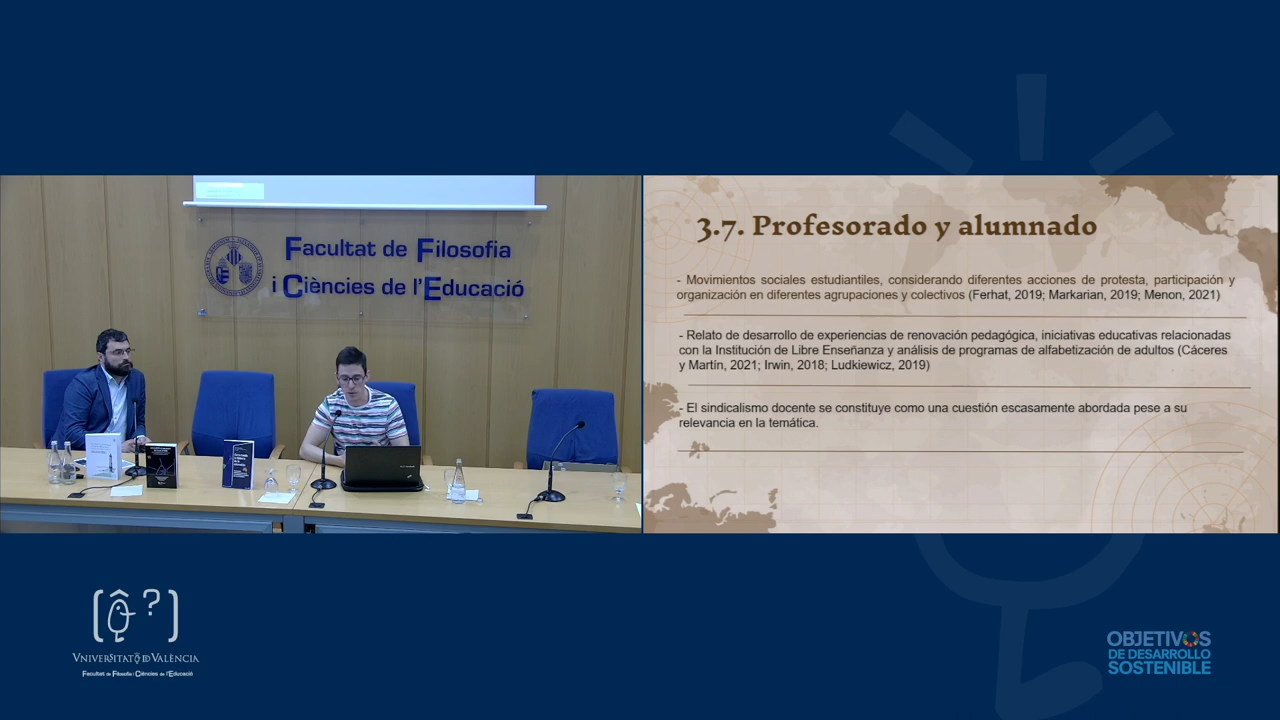 Facultat de Filosofia
i Ciències de l'Educació
3.7. Profesorado y alumnado
- Movimientos sociales estudiantiles, considerando diferentes acciones de protesta, participación y
organización en diferentes agrupaciones y colectivos (Ferhat, 2019; Markarian, 2019; Menon, 2021)
- Relato de desarrollo de experiencias de renovación pedagógica, iniciativas educativas relacionadas
con la Institución de Libre Enseñanza y análisis de programas de alfabetización de adultos (Cáceres
y Martín, 2021; Irwin, 2018; Ludkiewicz, 2019)
- El sindicalismo docente se constituye como una cuestión escasamente abordada pese a su
relevancia en la temática.
VNIVERSITAT ID VALÈNCIA
Facultat de Filosofia i Ciències de l'Educació
OBJETIVOS
DE DESARROLLO
SOSTENIBLE